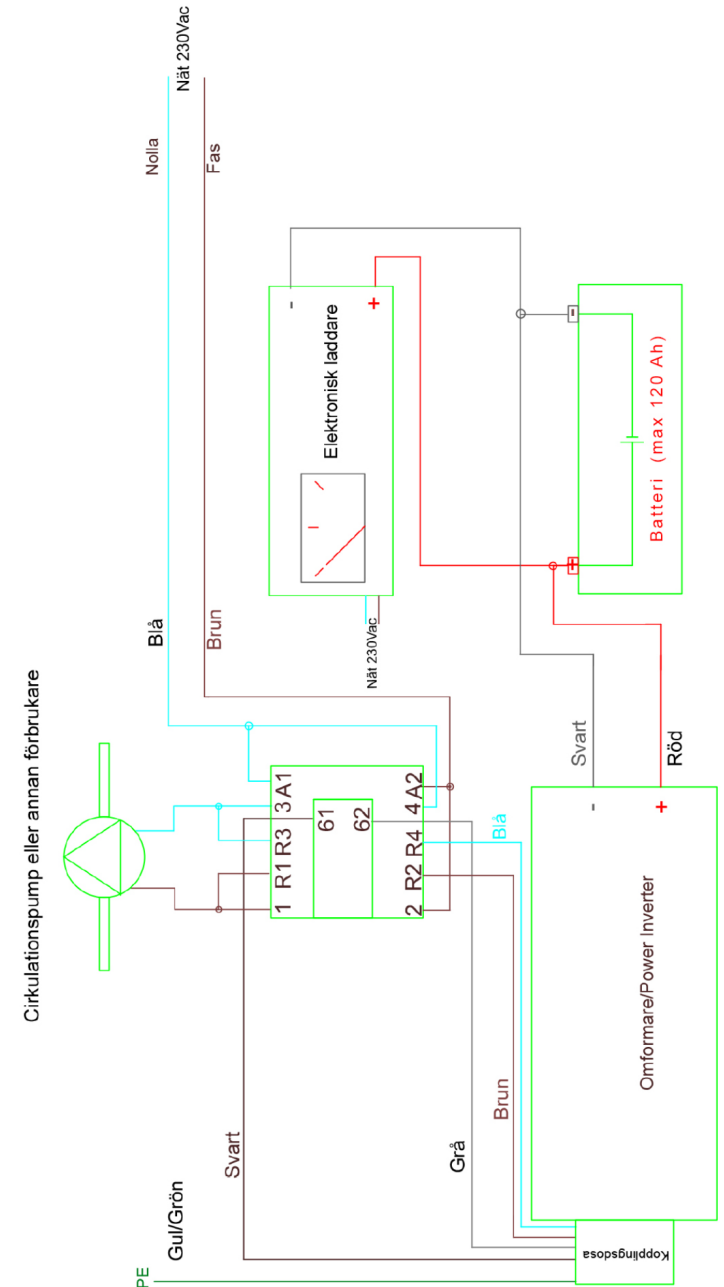 Cirkulationspump eller annan förbrukare
Nät 230Vac
Nolla
Fas
Blå
Brun
Elektronisk laddare
-
+
Nät 230Vac
Batteri (max 120 Ah)
-
+
1 R1 R3 3 A1
61
62
2 R2 R4 4 A2
Blå
Brun
Svart
Röd
-
+
Omformare/Power Inverter
Kopplingsdosa
Svart
Grå
Gul/Grön
PE